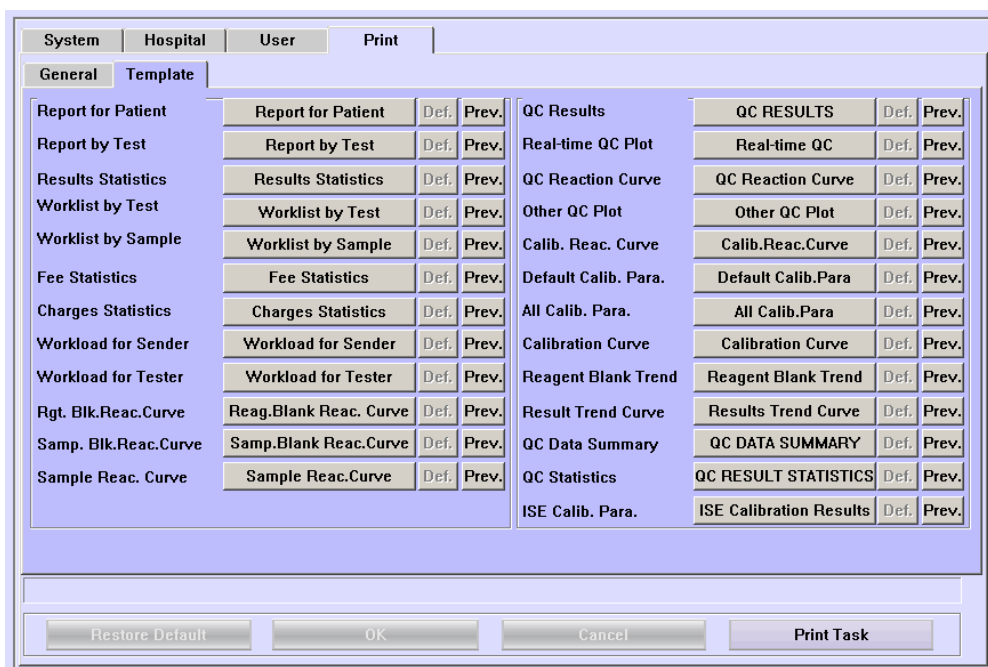 System Hospital User Print
General Template
Report for Patient Report for Patient Def. Prev. QC Results QC RESULTS Def. Prev.
Report by Test Report by Test Def. Prev. Real-time QC Plot Real-time QC Def. Prev.
Results Statistics Results Statistics Def. Prev. QC Reaction Curve QC Reaction Curve Def. Prev.
Worklist by Test Worklist by Test Def. Prev. Other QC Plot Other QC Plot Def. Prev.
Worklist by Sample Worklist by Sample Def. Prev. Calib. Reac. Curve Calib.Reac.Curve Def. Prev.
Fee Statistics Fee Statistics Def. Prev. Default Calib. Para. Default Calib.Para Def. Prev.
Charges Statistics Charges Statistics Def. Prev. All Calib. Para. All Calib.Para Def. Prev.
Workload for Sender Workload for Sender Def. Prev. Calibration Curve Calibration Curve Def. Prev.
Workload for Tester Workload for Tester Def. Prev. Reagent Blank Trend Reagent Blank Trend Def. Prev.
Rgt. Blk.Reac.Curve Reag.Blank Reac. Curve Def. Prev. Result Trend Curve Results Trend Curve Def. Prev.
Samp. Blk.Reac.Curve Samp.Blank Reac.Curve Def. Prev. QC Data Summary QC DATA SUMMARY Def. Prev.
Sample Reac. Curve Sample Reac.Curve Def. Prev. QC Statistics QC RESULT STATISTICS Def. Prev.
ISE Calib. Para. ISE Calibration Results Def. Prev.
Restore Default OK Cancel Print Task